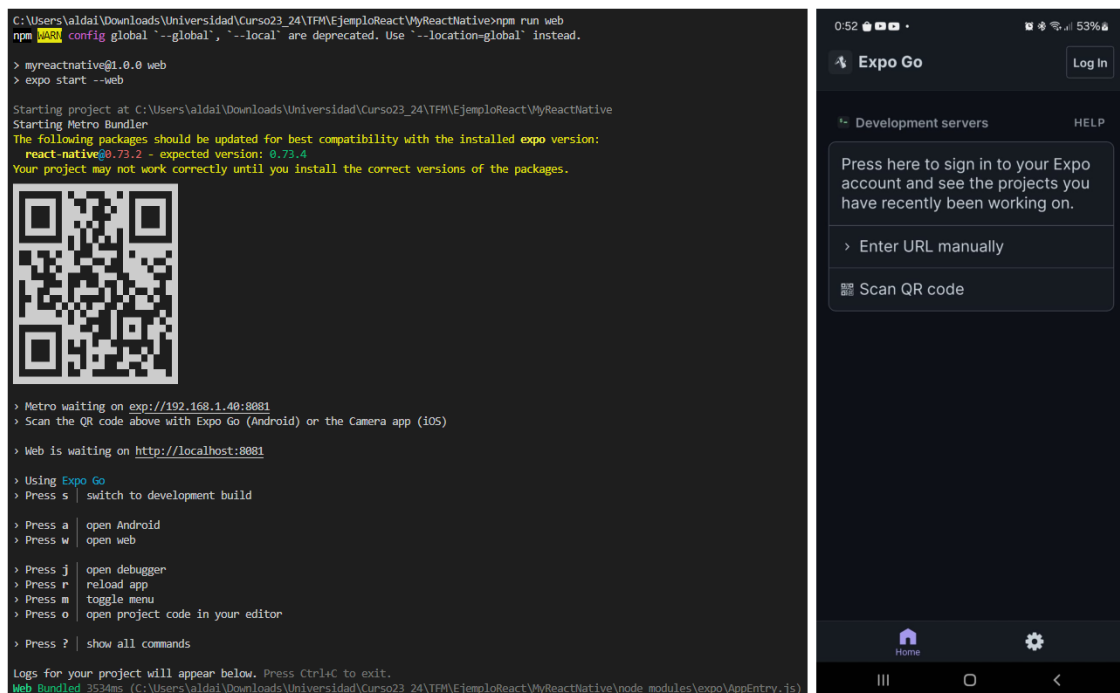 C:\Users\aldai\Downloads\Universidad\Curso23_24\TFM\EjemploReact\MyReactNative>npm run web
npm WARN config global `--global`, `--local` are deprecated. Use `--location=global` instead.
> myreactnative@1.0.0 web
> expo start --web
Starting project at C:\Users\aldai\Downloads\Universidad\Curso23_24\TFM\EjemploReact\MyReactNative
Starting Metro Bundler
The following packages should be updated for best compatibility with the installed expo version:
react-native@0.73.2 - expected version: 0.73.4
Your project may not work correctly until you install the correct versions of the packages.
› Metro waiting on exp://192.168.1.40:8081
› Scan the QR code above with Expo Go (Android) or the Camera app (iOS)
› Web is waiting on http://localhost:8081
› Using Expo Go
› Press s │ switch to development build
› Press a │ open Android
› Press w │ open web
› Press j │ open debugger
› Press r │ reload app
› Press m │ toggle menu
› Press o │ open project code in your editor
› Press ? │ show all commands
Logs for your project will appear below. Press Ctrl+C to exit.
Web Bundled 3534ms (C:\Users\aldai\Downloads\Universidad\Curso23_24\TFM\EjemploReact\MyReactNative\node_modules\expo\AppEntry.js)
0:52
53%
Expo Go
Log In
Development servers
HELP
Press here to sign in to your Expo
account and see the projects you
have recently been working on.
› Enter URL manually
Scan QR code
Home